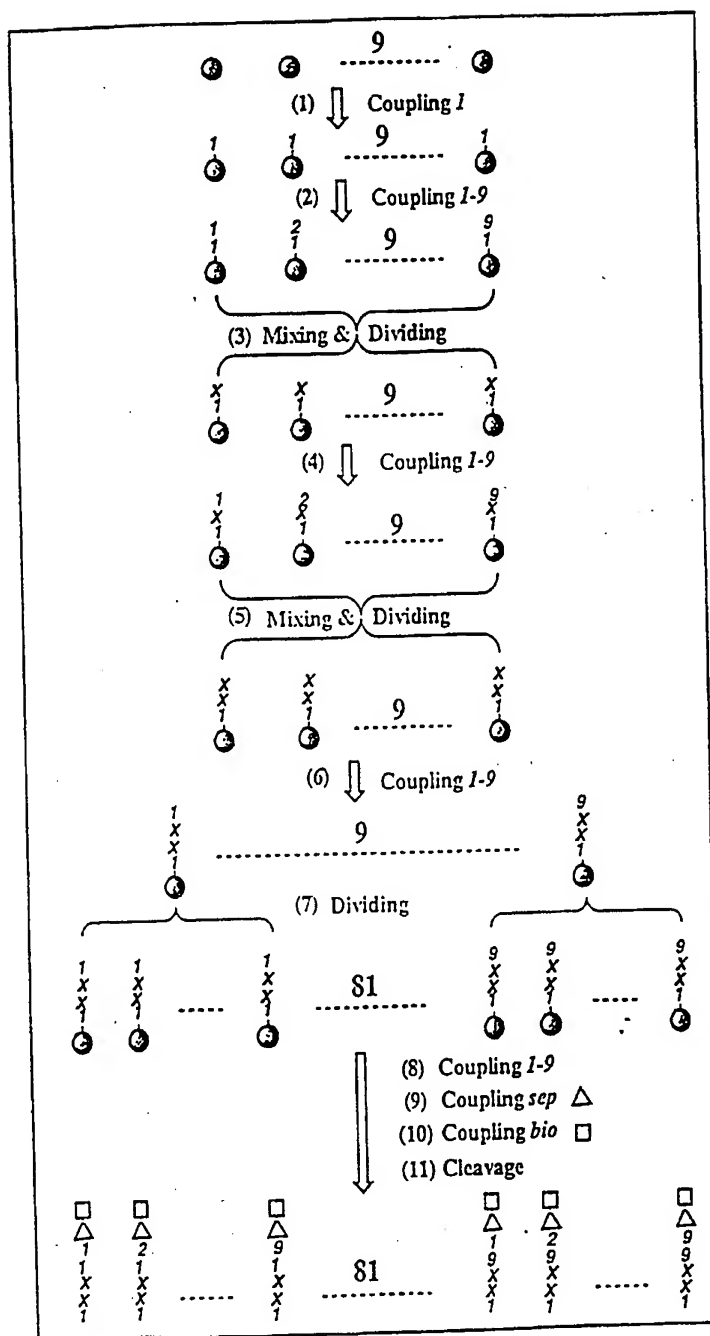 9
(1) Coupling 1
1 1 9 1
(2) Coupling 1-9
1 2 9
1 1 9 1
(3) Mixing & Dividing
X X X
1 1 9 1
(4) Coupling 1-9
1 2 9
X X X
1 1 9 1
(5) Mixing & Dividing
X X X
X X X
1 1 9 1
(6) Coupling 1-9
1 9
X 9 X
X X
1 1
(7) Dividing
1 1 1 9 9 9
X X X X X X
X X X 81 X X X
1 1 1 1 1 1
(8) Coupling 1-9
(9) Coupling sep
(10) Coupling bio
(11) Cleavage
1 2 9 1 2 9
1 1 1 9 9 9
X X X 81 X X X
X X X X X X
1 1 1 1 1 1